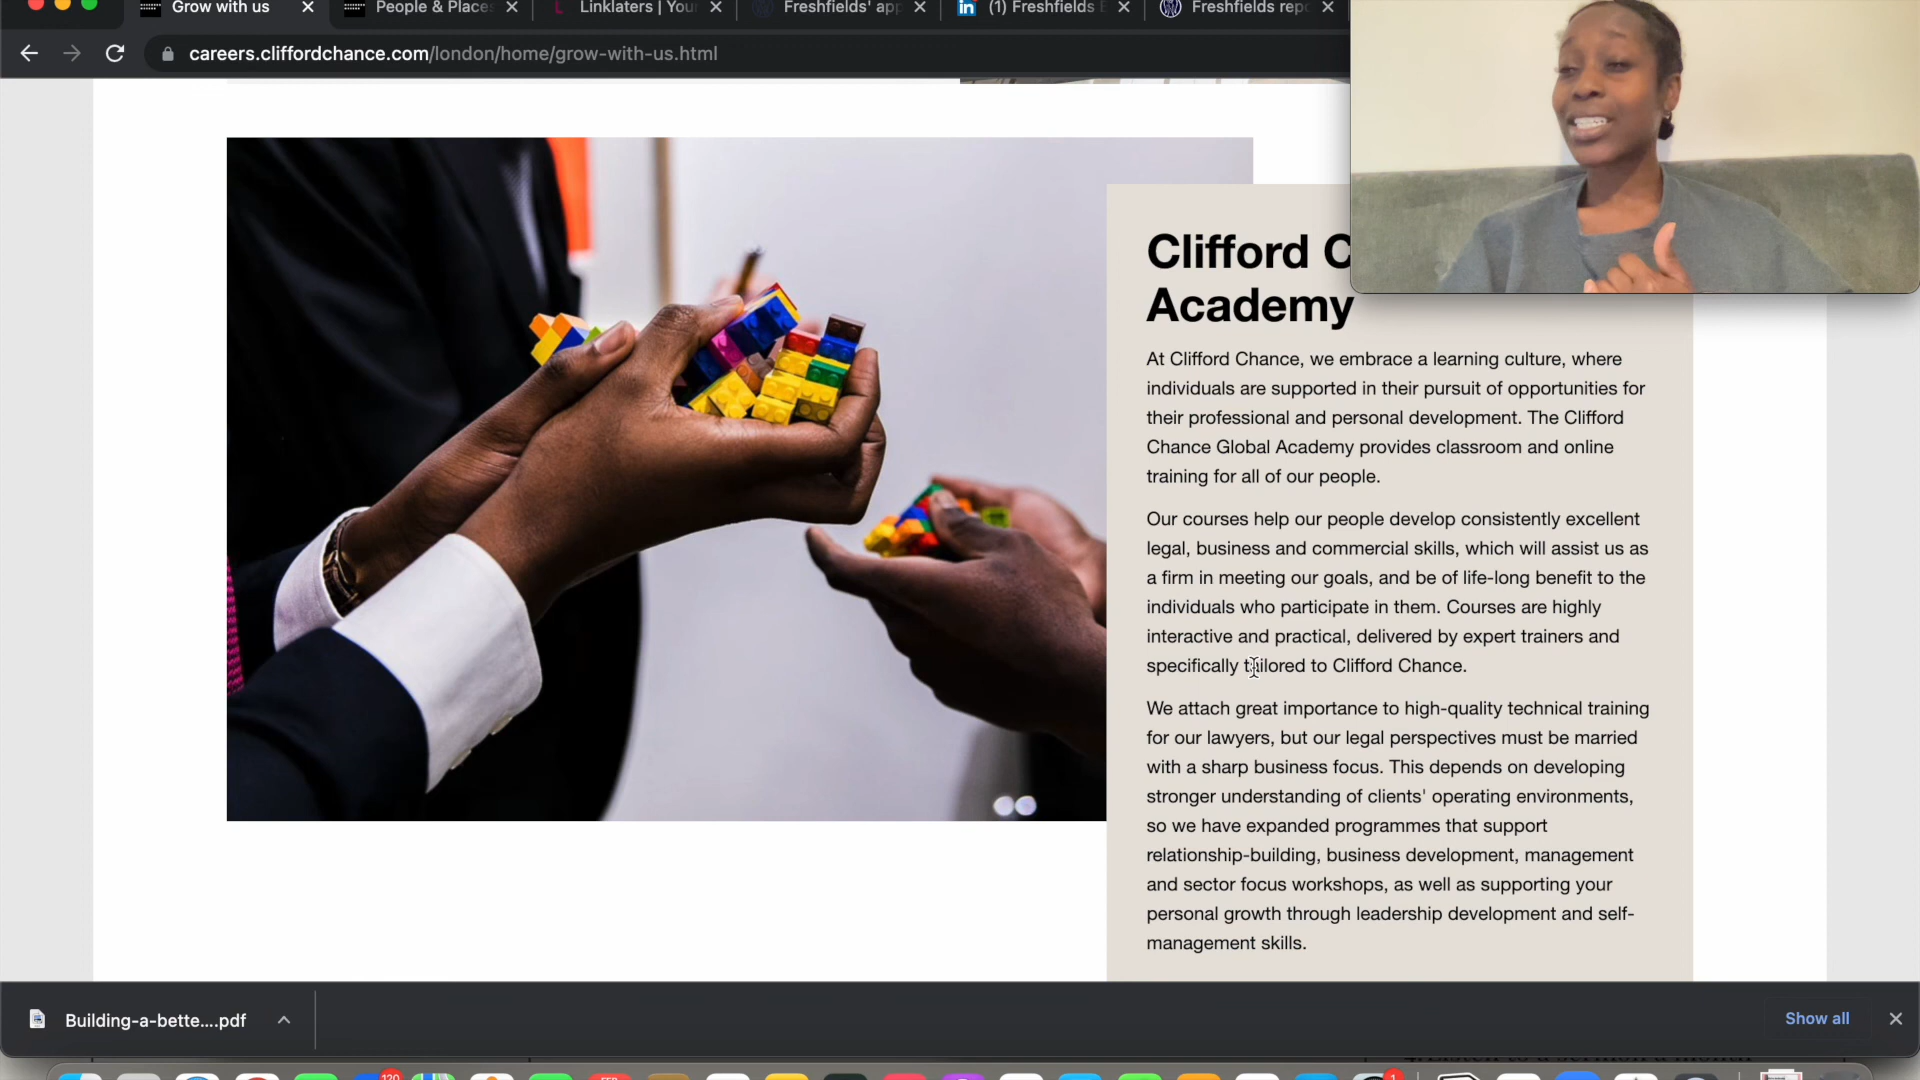 Grow with us
People & Places
Linklaters | Your
Freshfields' app
(1) Freshfields E
Freshfields repo
careers.cliffordchance.com/london/home/grow-with-us.html
Clifford C
Academy
At Clifford Chance, we embrace a learning culture, where
individuals are supported in their pursuit of opportunities for
their professional and personal development. The Clifford
Chance Global Academy provides classroom and online
training for all of our people.
Our courses help our people develop consistently excellent
legal, business and commercial skills, which will assist us as
a firm in meeting our goals, and be of life-long benefit to the
individuals who participate in them. Courses are highly
interactive and practical, delivered by expert trainers and
specifically tailored to Clifford Chance.
We attach great importance to high-quality technical training
for our lawyers, but our legal perspectives must be married
with a sharp business focus. This depends on developing
stronger understanding of clients' operating environments,
so we have expanded programmes that support
relationship-building, business development, management
and sector focus workshops, as well as supporting your
personal growth through leadership development and self-
management skills.
Building-a-bette....pdf
Show all
120
FEB
1